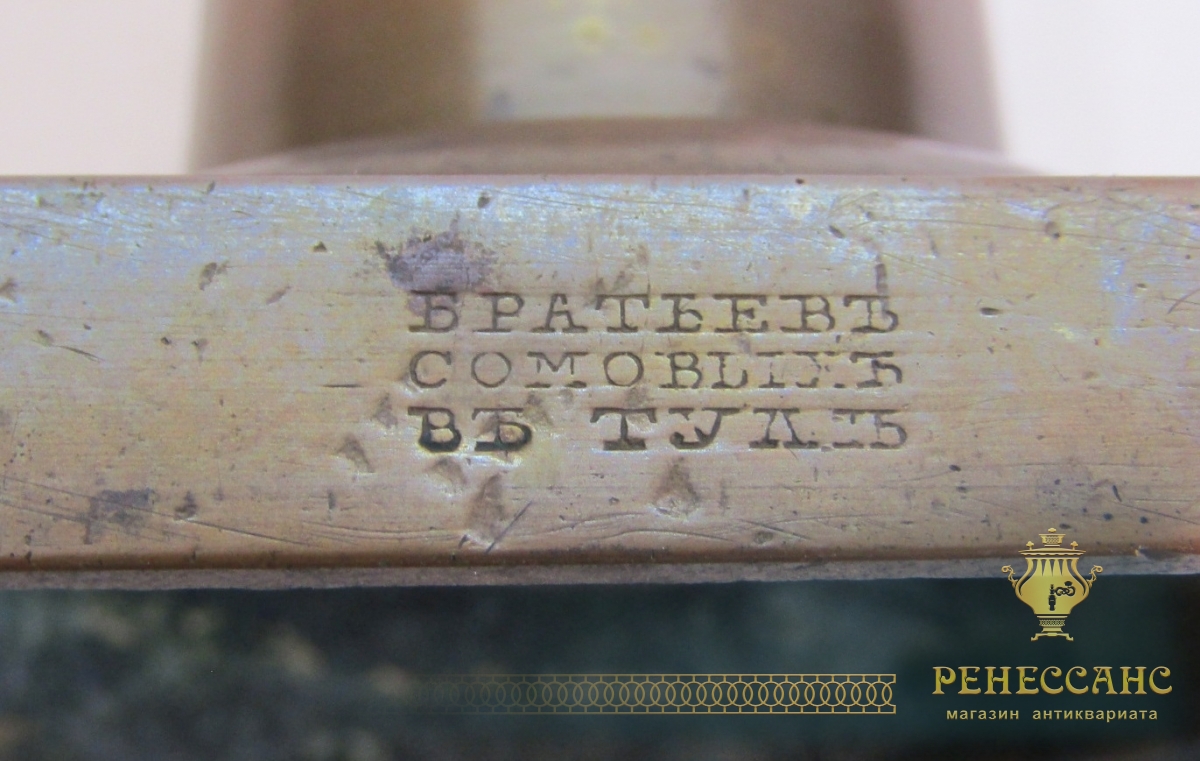 БРАТЬЕВЪ
СОМОВЫХЪ
ВЪ ТУЛѢ
РЕНЕССАНС
магазин антиквариата